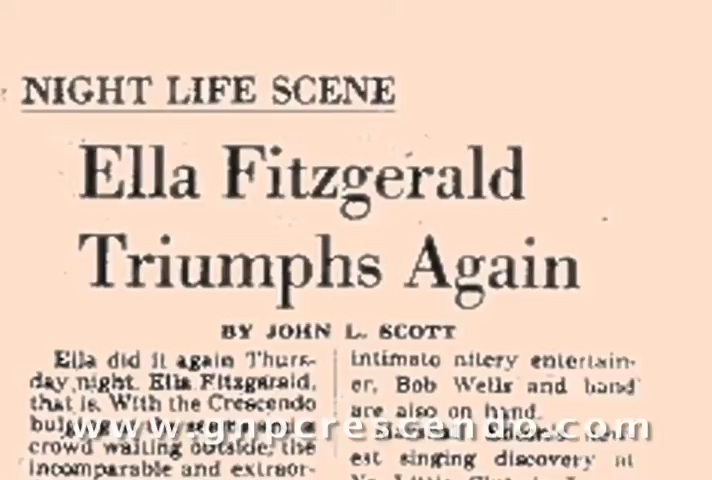 NIGHT LIFE SCENE
Ella Fitzgerald
Triumphs Again
BY JOHN L. SCOTT
Ella did it again Thurs-
day night. Ella Fitzgerald,
that is. With the Crescendo
crowd waiting outside, the
incomparable and extraor-
intimate nitery entertain-
er. Bob Wells and band
are also on hand.
est singing discovery at
www.gnpcrescendo.com